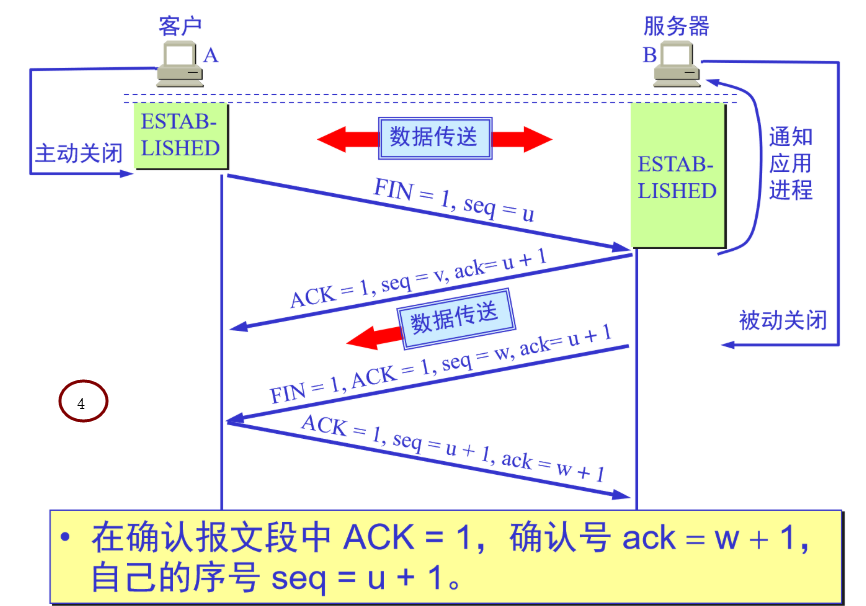 客户
A
服务器
B
ESTAB-
LISHED
数据传送
主动关闭
ESTAB-
LISHED
通知
应用
进程
FIN = 1, seq = u
ACK = 1, seq = v, ack= u + 1
数据传送
被动关闭
FIN = 1, ACK = 1, seq = w, ack= u + 1
4
ACK = 1, seq = u + 1, ack = w + 1
• 在确认报文段中 ACK = 1，确认号 ack = w + 1，
自己的序号 seq = u + 1。